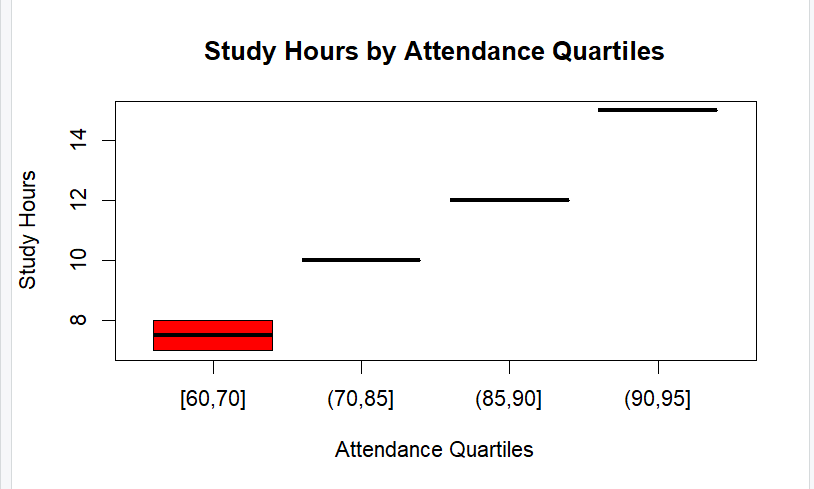 Study Hours by Attendance Quartiles
Study Hours
14
12
10
8
[60,70]
(70,85]
(85,90]
(90,95]
Attendance Quartiles